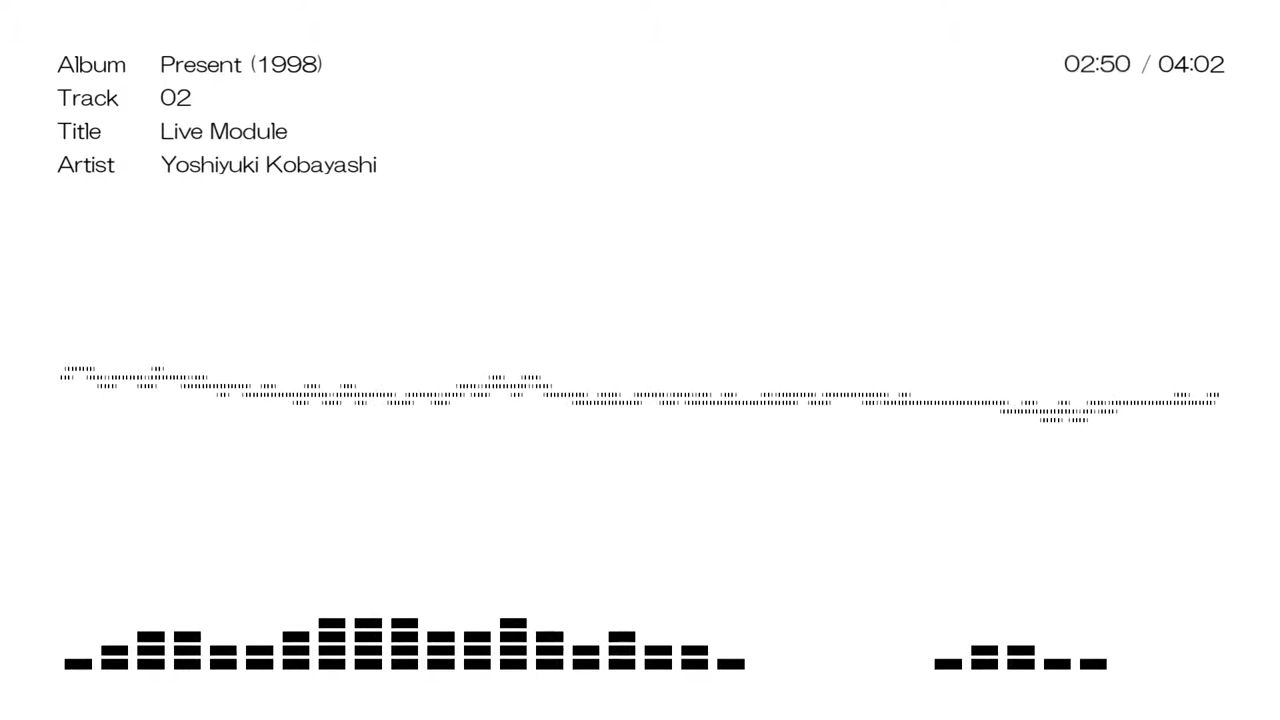 Album Present (1998)
02:50 / 04:02
Track 02
Title Live Module
Artist Yoshiyuki Kobayashi